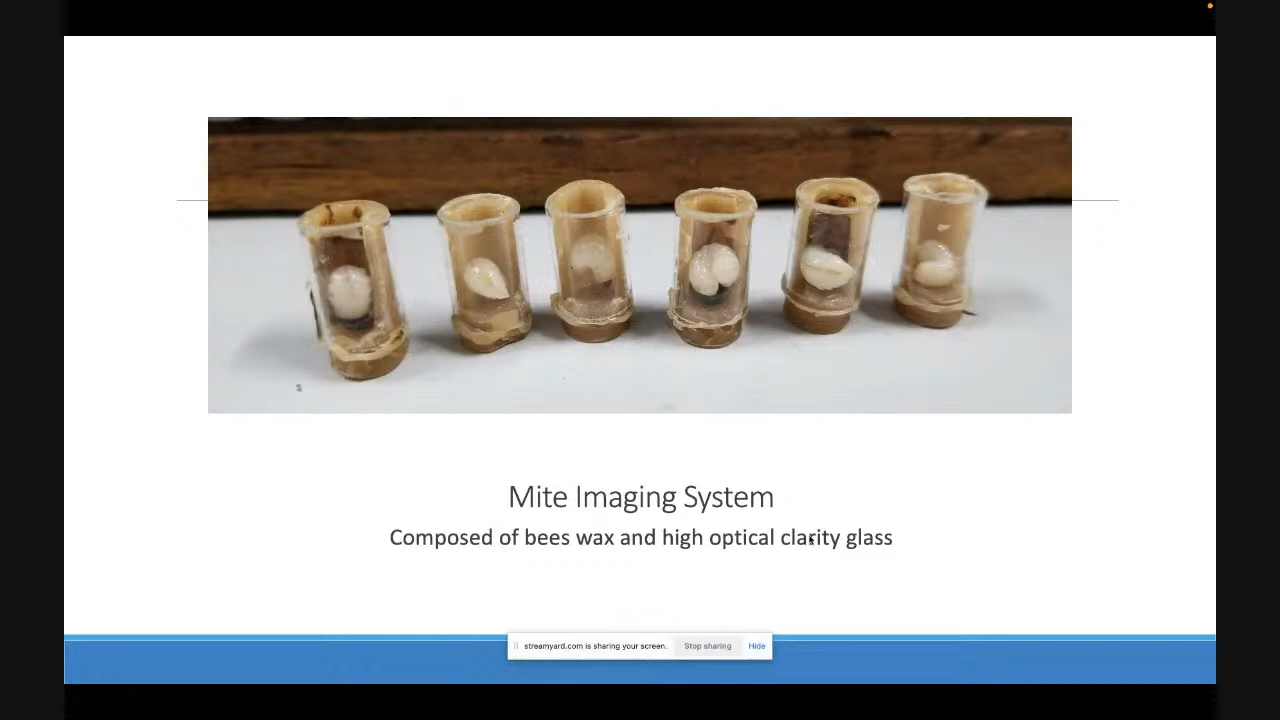 Mite Imaging System
Composed of bees wax and high optical clarity glass
streamyard.com is sharing your screen. Stop sharing Hide